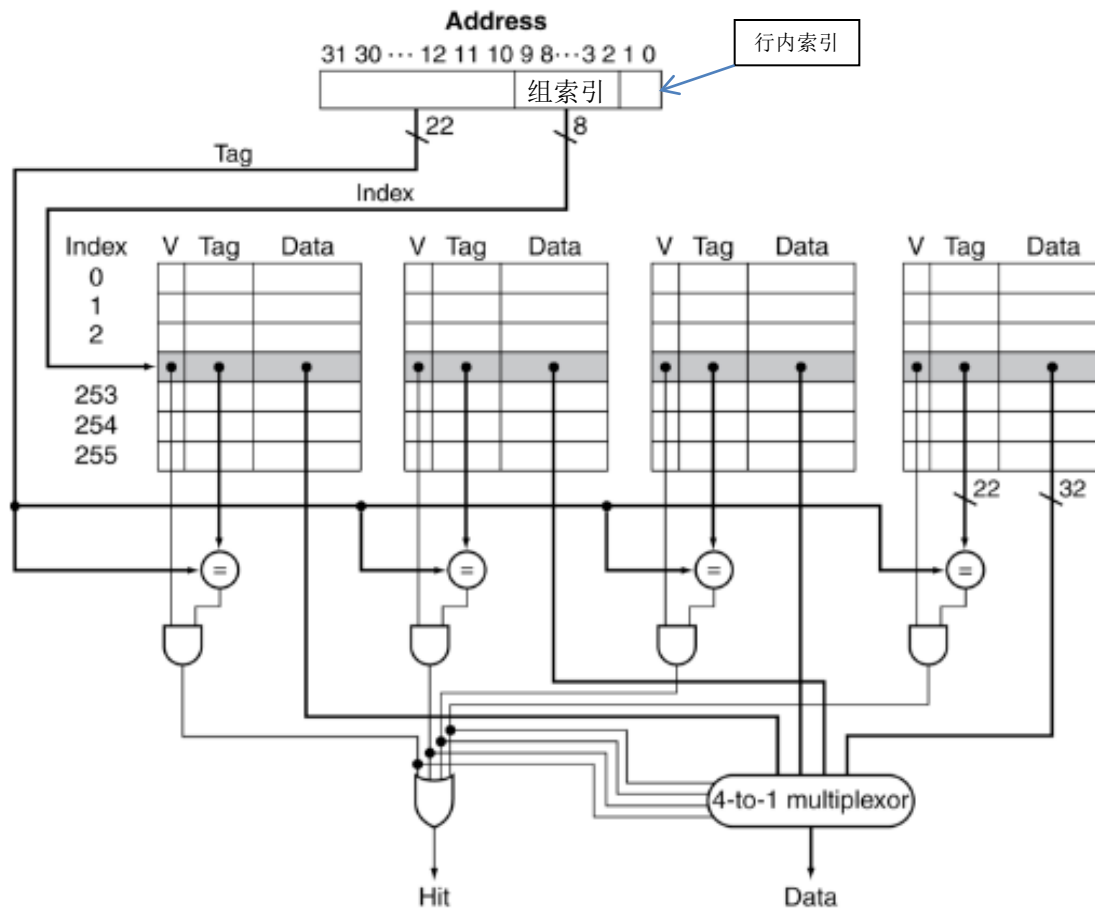 Address
31 30 ··· 12 11 10 9 8···3 2 1 0
行内索引
组索引
22
8
Tag
Index
Index V Tag Data V Tag Data V Tag Data V Tag Data
0
1
2
253
254
255
22 32
= = = =
4-to-1 multiplexor
Hit Data